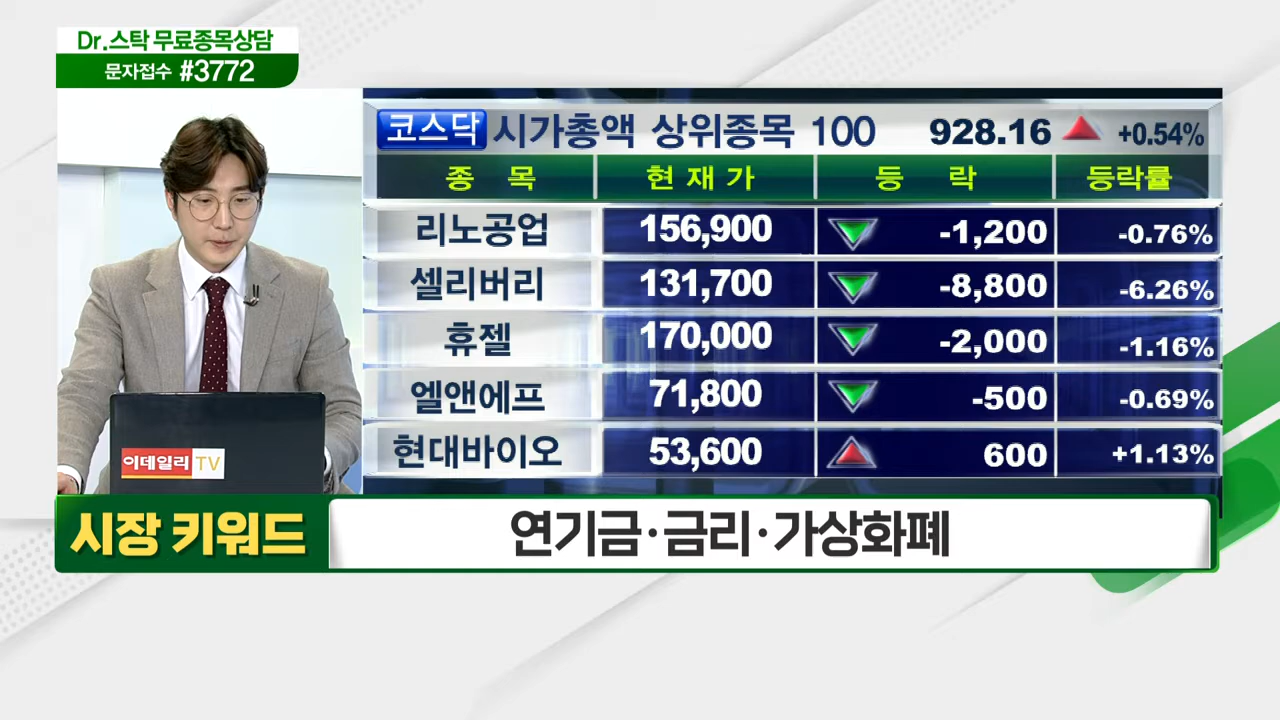 Dr.스탁 무료종목상담
문자접수 #3772
코스닥 시가총액 상위종목 100 928.16 +0.54%
종 목 현 재 가 등 락 등락률
리노공업 156,900 -1,200 -0.76%
셀리버리 131,700 -8,800 -6.26%
휴젤 170,000 -2,000 -1.16%
엘앤에프 71,800 -500 -0.69%
현대바이오 53,600 600 +1.13%
이데일리 TV
시장 키워드 연기금·금리·가상화폐